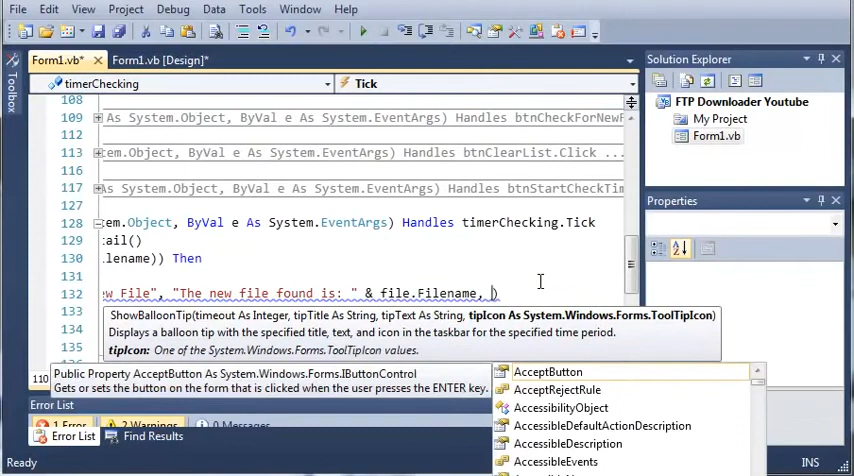 File Edit View Project Debug Data Tools Window Help
Form1.vb* Form1.vb [Design]* Solution Explorer
Toolbox
timerChecking Tick
FTP Downloader Youtube
My Project
Form1.vb
108
109 As System.Object, ByVal e As System.EventArgs) Handles btnCheckForNewF
112
113 tem.Object, ByVal e As System.EventArgs) Handles btnClearList.Click ...
116
117 As System.Object, ByVal e As System.EventArgs) Handles btnStartCheckTim
Properties
128 em.Object, ByVal e As System.EventArgs) Handles timerChecking.Tick
129 tail()
130 lename)) Then
131
132 ew File", "The new file found is: " & file.Filename, )
133
ShowBalloonTip(timeout As Integer, tipTitle As String, tipText As String, tipIcon As System.Windows.Forms.ToolTipIcon)
134
Displays a balloon tip with the specified title, text, and icon in the taskbar for the specified time period.
135
tipIcon: One of the System.Windows.Forms.ToolTipIcon values.
136
110
Public Property AcceptButton As System.Windows.Forms.IButtonControl
Gets or sets the button on the form that is clicked when the user presses the ENTER key.
AcceptButton
AcceptRejectRule
AccessibilityObject
AccessibleDefaultActionDescription
AccessibleDescription
AccessibleEvents
Error List
1 Error 2 Warnings 0 Messages
Error List Find Results
INS